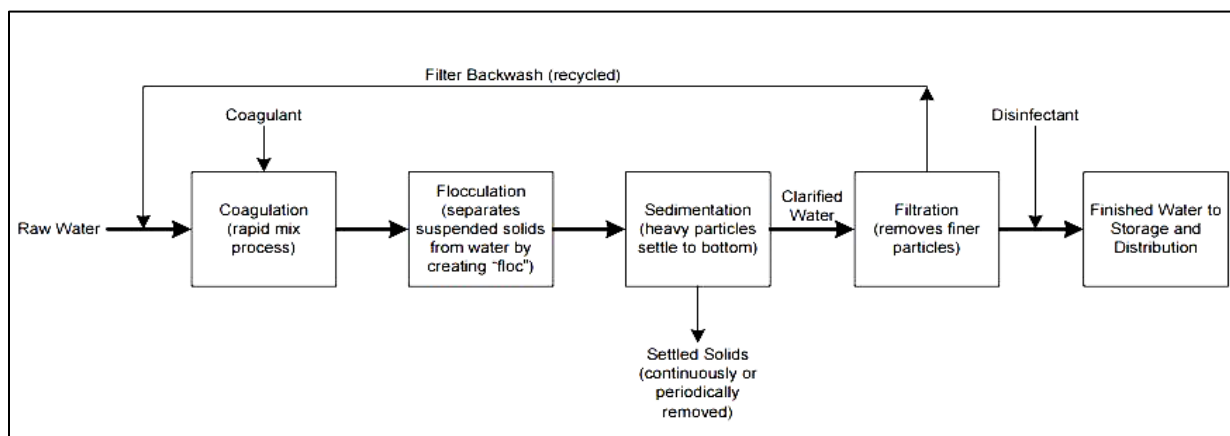 Filter Backwash (recycled)
Coagulant
Disinfectant
Raw Water
Coagulation
(rapid mix
process)
Flocculation
(separates
suspended solids
from water by
creating “floc”)
Sedimentation
(heavy particles
settle to bottom)
Clarified
Water
Filtration
(removes finer
particles)
Finished Water to
Storage and
Distribution
Settled Solids
(continuously or
periodically
removed)